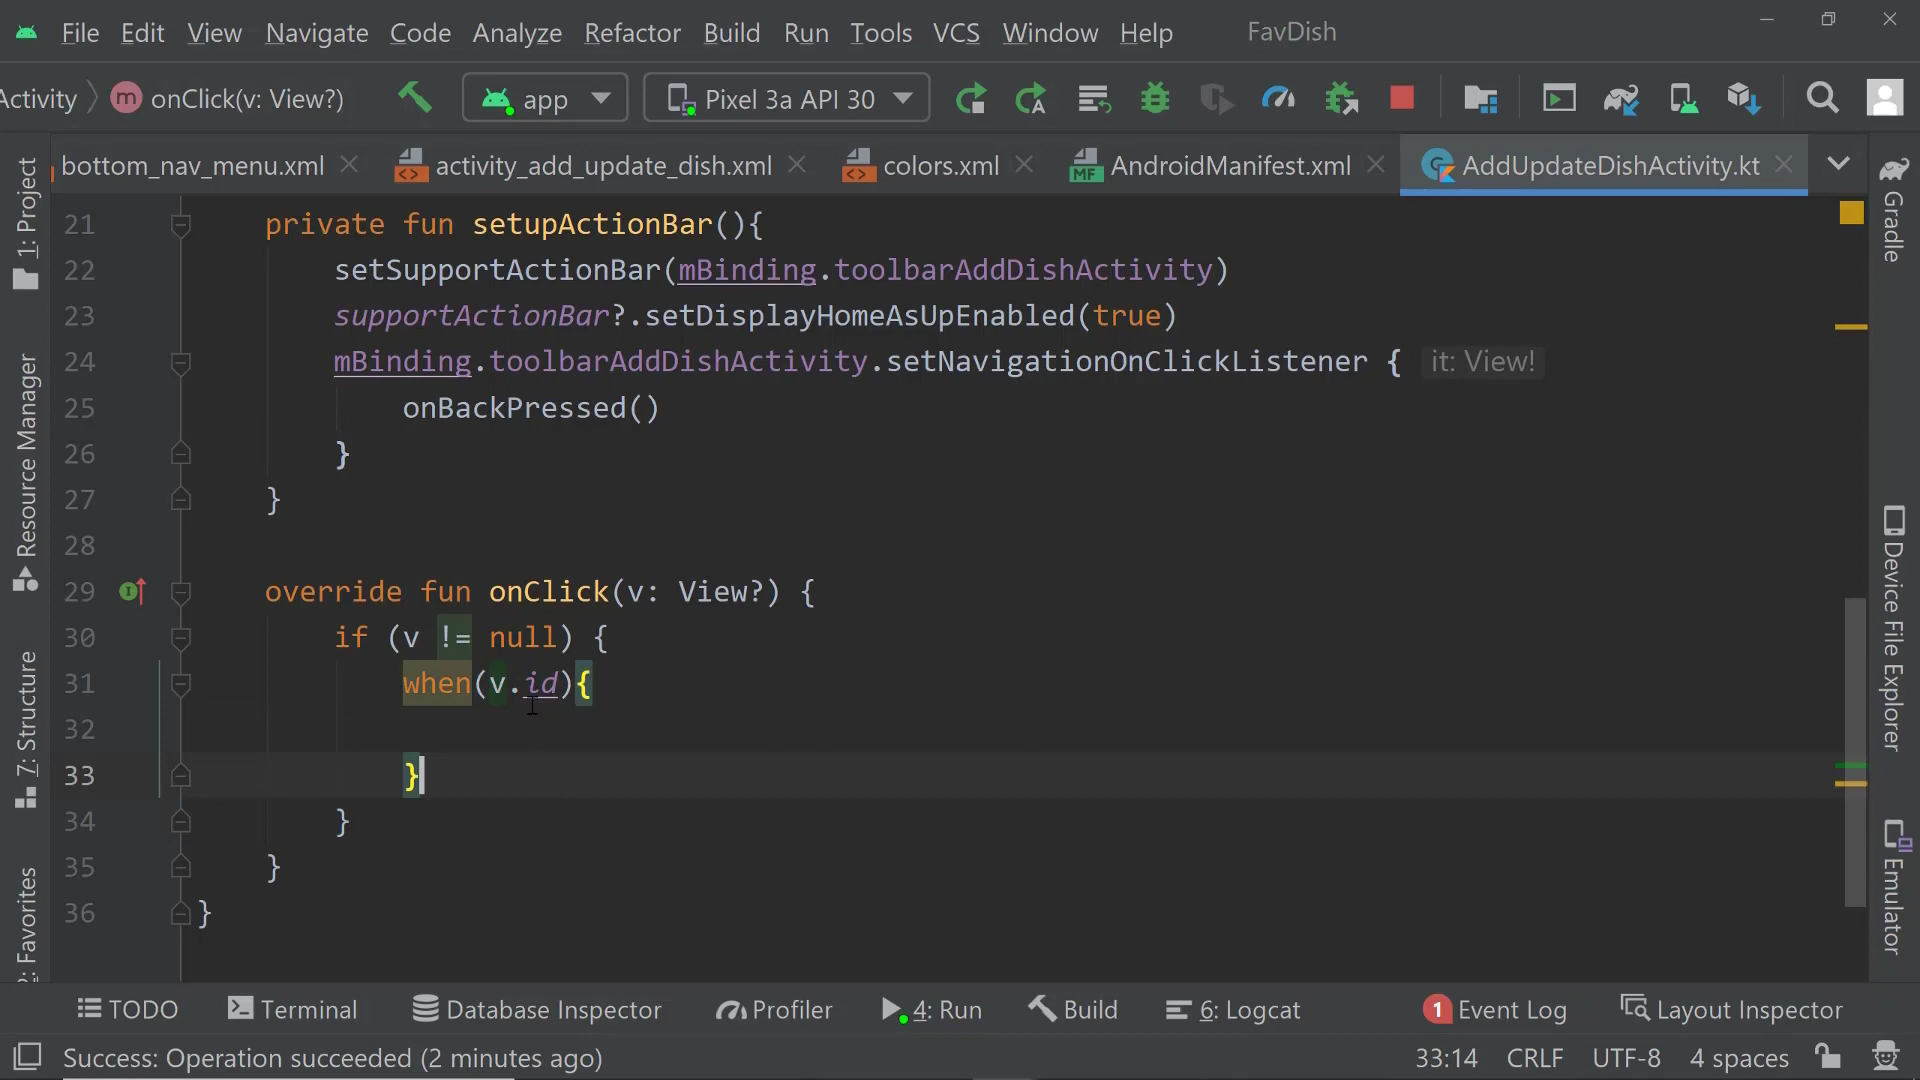 File Edit View Navigate Code Analyze Refactor Build Run Tools VCS Window Help FavDish
Activity onClick(v: View?) app Pixel 3a API 30
bottom_nav_menu.xml activity_add_update_dish.xml colors.xml AndroidManifest.xml AddUpdateDishActivity.kt
1: Project
Resource Manager
7: Structure
2: Favorites
21 private fun setupActionBar(){
22 setSupportActionBar(mBinding.toolbarAddDishActivity)
23 supportActionBar?.setDisplayHomeAsUpEnabled(true)
24 mBinding.toolbarAddDishActivity.setNavigationOnClickListener { it: View!
25 onBackPressed()
26 }
27 }
28
29 override fun onClick(v: View?) {
30 if (v != null) {
31 when(v.id){
32
33 }
34 }
35 }
36 }
Gradle
Device File Explorer
Emulator
TODO Terminal Database Inspector Profiler 4: Run Build 6: Logcat 1 Event Log Layout Inspector
Success: Operation succeeded (2 minutes ago) 33:14 CRLF UTF-8 4 spaces